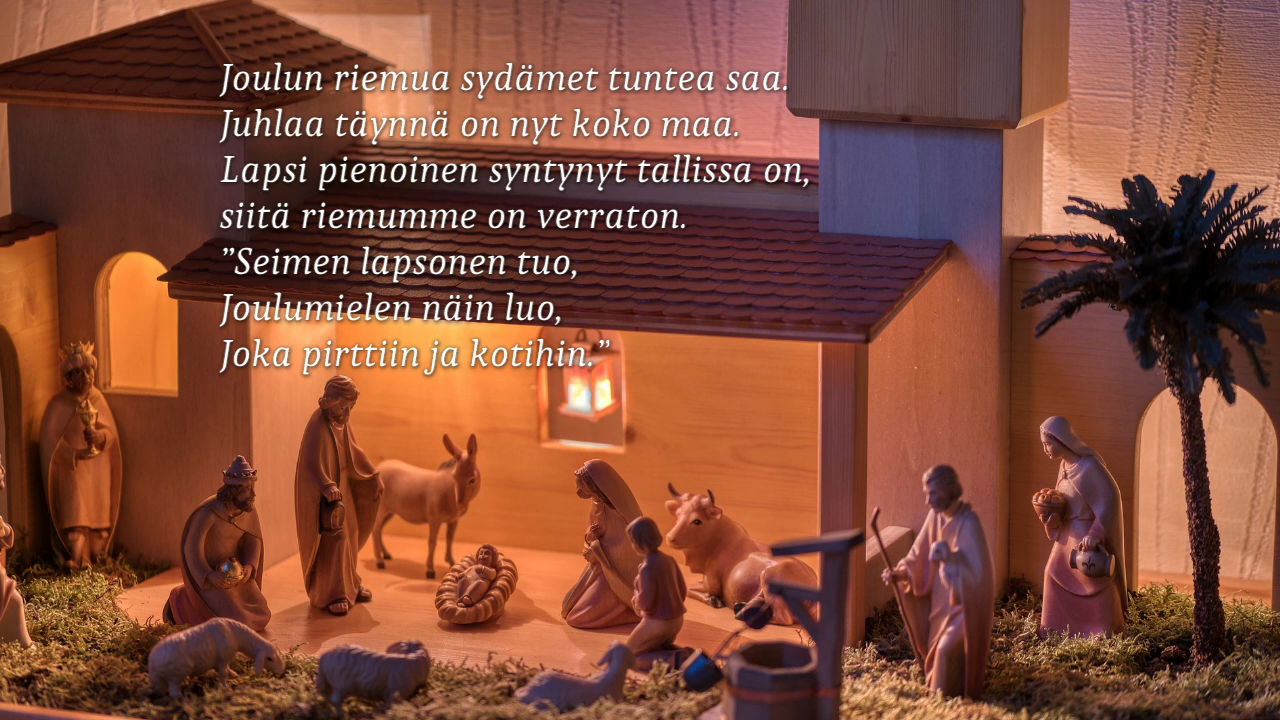 Joulun riemua sydämet tuntea saa.
Juhlaa täynnä on nyt koko maa.
Lapsi pienoinen syntynyt tallissa on,
siitä riemumme on verraton.
”Seimen lapsonen tuo,
Joulumielen näin luo,
Joka pirttiin ja kotihin.”